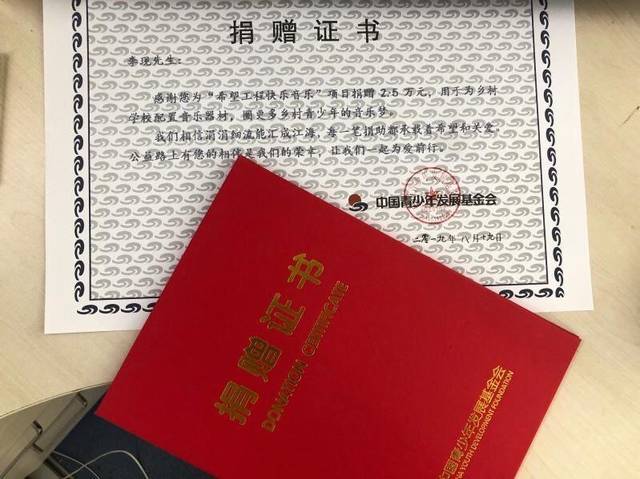 捐赠证书
李现先生：
感谢您为“希望工程快乐音乐”项目捐赠2.5万元，用于为乡村
学校配置音乐器材，圈更多乡村青少年的音乐梦。
我们相信涓涓细流能汇成江海，每一笔捐助都承载着希望和关爱。
公益路上有您的相伴是我们的荣幸，让我们一起为爱前行。
中国青少年发展基金会
二零一九年八月十九日
捐赠证书
DONATION CERTIFICATE
中国青少年发展基金会
NA YOUTH DEVELOPMENT FOUNDATION